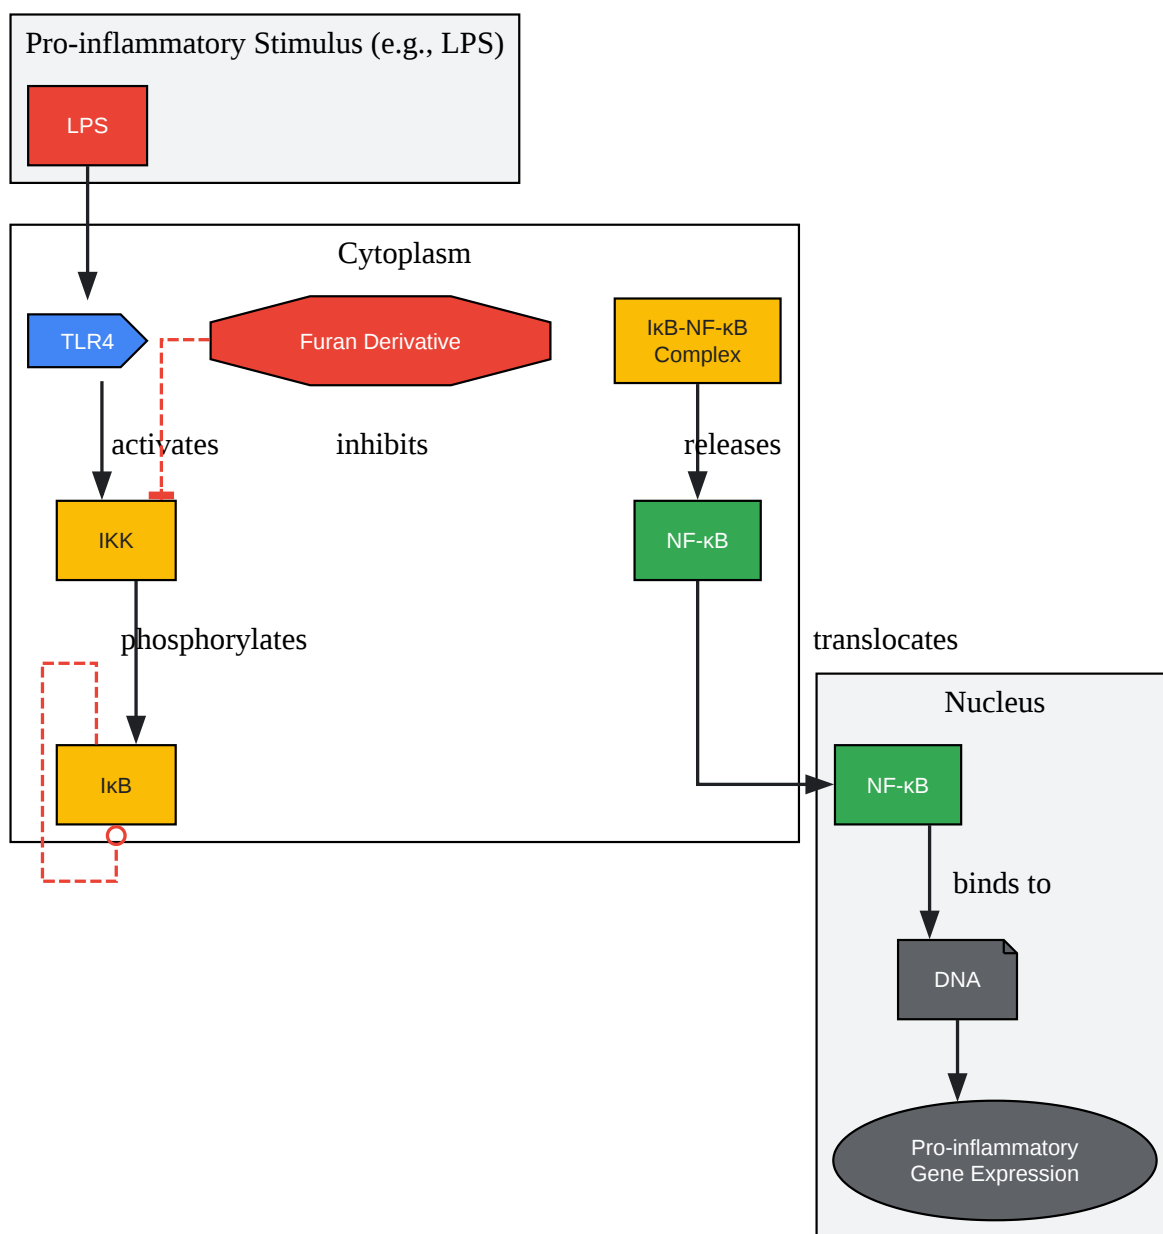 Pro-inflammatory Stimulus (e.g., LPS)
LPS
Cytoplasm
TLR4
Furan Derivative
IκB-NF-κB
Complex
activates
inhibits
releases
IKK
NF-κB
phosphorylates
translocates
Nucleus
IκB
NF-κB
binds to
DNA
Pro-inflammatory
Gene Expression